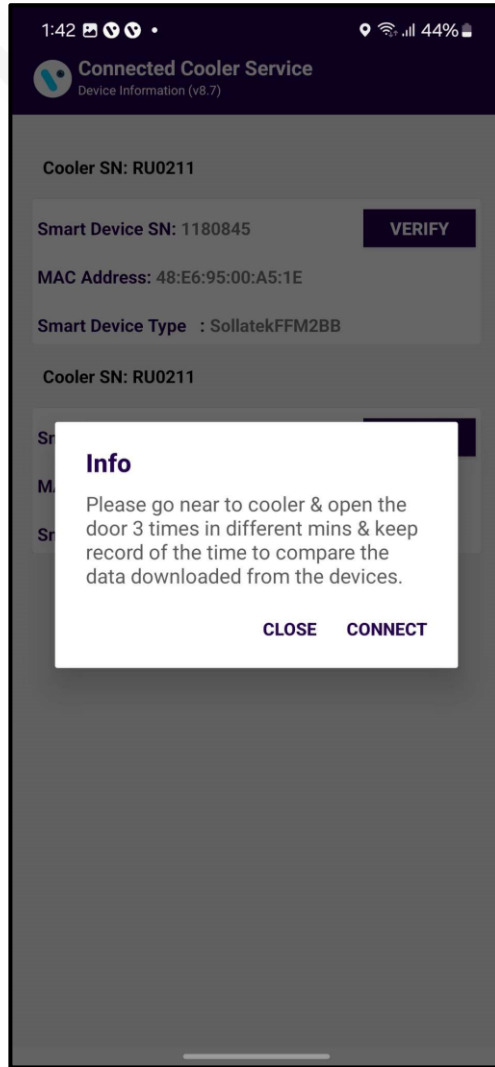 1:42
44%
Connected Cooler Service
Device Information (v8.7)
Cooler SN: RU0211
Smart Device SN: 1180845
VERIFY
MAC Address: 48:E6:95:00:A5:1E
Smart Device Type : SollatekFFM2BB
Cooler SN: RU0211
Info
Please go near to cooler & open the
door 3 times in different mins & keep
record of the time to compare the
data downloaded from the devices.
CLOSE CONNECT